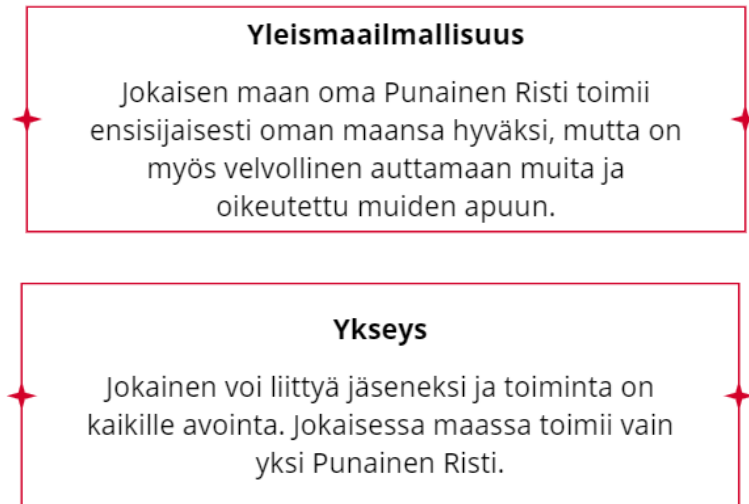 Yleismaailmallisuus
Jokaisen maan oma Punainen Risti toimii
ensisijaisesti oman maansa hyväksi, mutta on
myös velvollinen auttamaan muita ja
oikeutettu muiden apuun.
Ykseys
Jokainen voi liittyä jäseneksi ja toiminta on
kaikille avointa. Jokaisessa maassa toimii vain
yksi Punainen Risti.